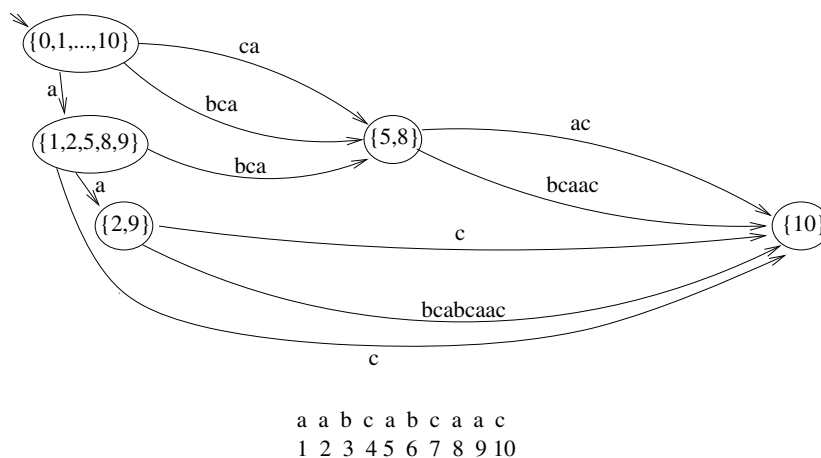 {0,1,...,10}
ca
a
bca
{1,2,5,8,9}
{5,8}
ac
bca
a
bcaac
{2,9}
c
{10}
bcabcaac
c
a a b c a b c a a c
1 2 3 4 5 6 7 8 9 10